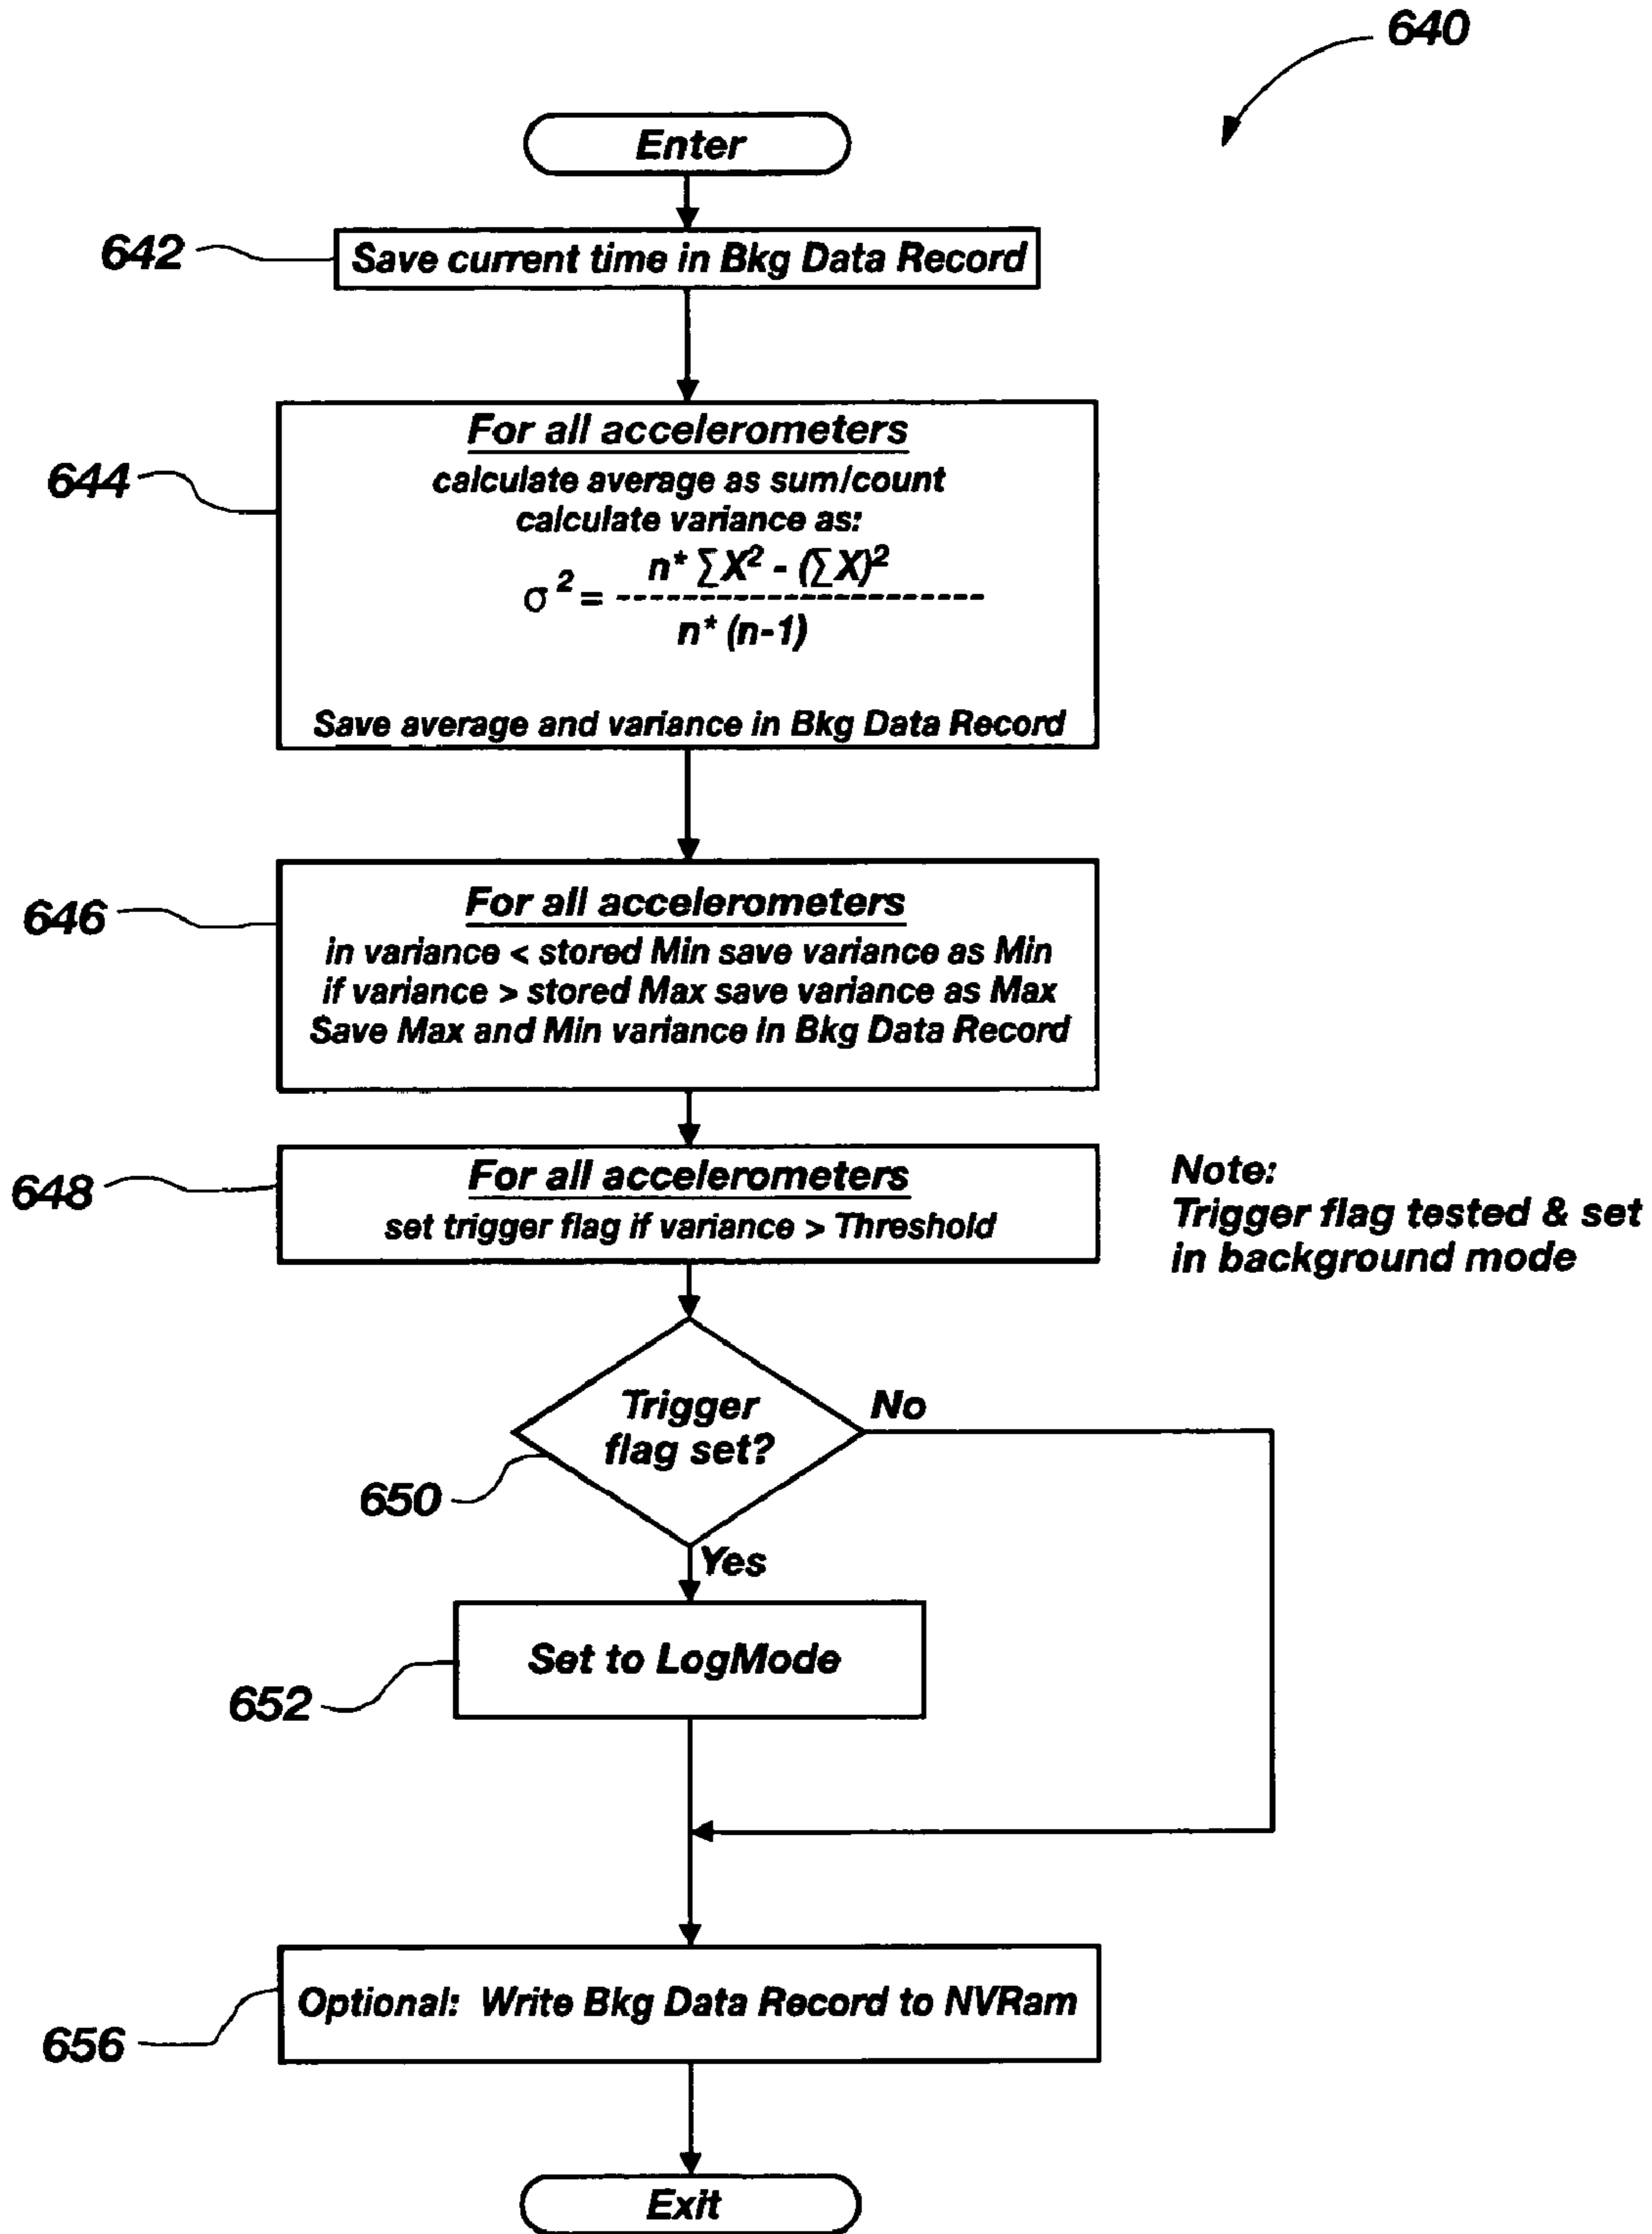 640
Enter
642
Save current time in Bkg Data Record
644
For all accelerometers
calculate average as sum/count
calculate variance as:
σ² = n* ∑X² - (∑X)²
----------------------
n* (n-1)
Save average and variance in Bkg Data Record
646
For all accelerometers
in variance < stored Min save variance as Min
if variance > stored Max save variance as Max
Save Max and Min variance in Bkg Data Record
648
For all accelerometers
set trigger flag if variance > Threshold
Note:
Trigger flag tested & set
in background mode
Trigger
flag set?
No
650
Yes
Set to LogMode
652
Optional: Write Bkg Data Record to NVRam
656
Exit